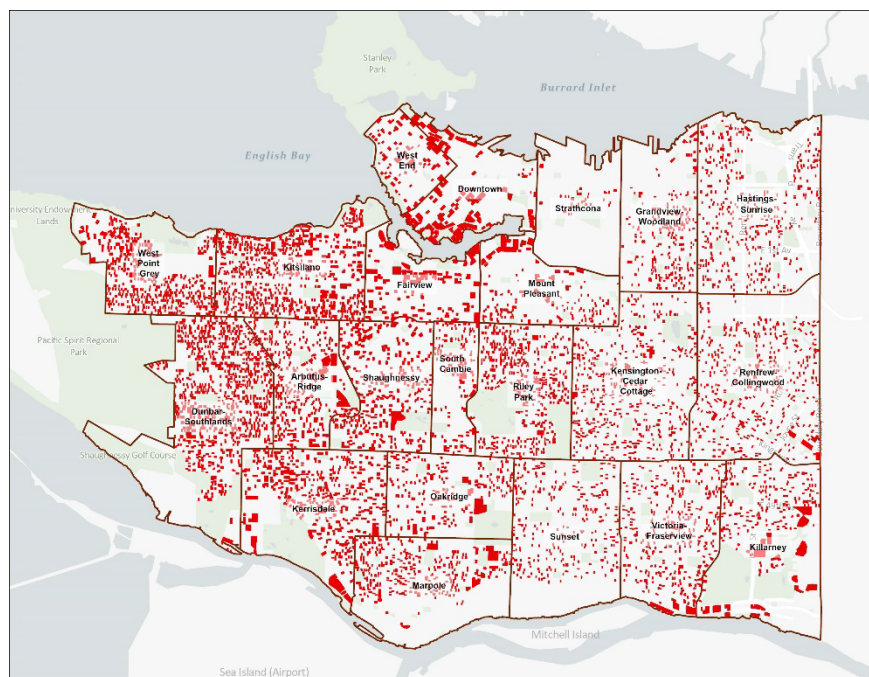 Stanley
Park
Burrard Inlet
English Bay
West
End
Downtown
Strathcona
Grandview-
Woodland
Hastings-
Sunrise
University Endowment
Lands
West
Point
Grey
Kitsilano
Fairview
Mount
Pleasant
Pacific Spirit Regional
Park
Arbutus-
Ridge
Shaughnessy
South
Cambie
Riley
Park
Kensington-
Cedar
Cottage
Renfrew-
Collingwood
Dunbar-
Southlands
Shaughnessy Golf Course
Kerrisdale
Oakridge
Sunset
Victoria-
Fraserview
Killarney
Marpole
Mitchell Island
Sea Island (Airport)